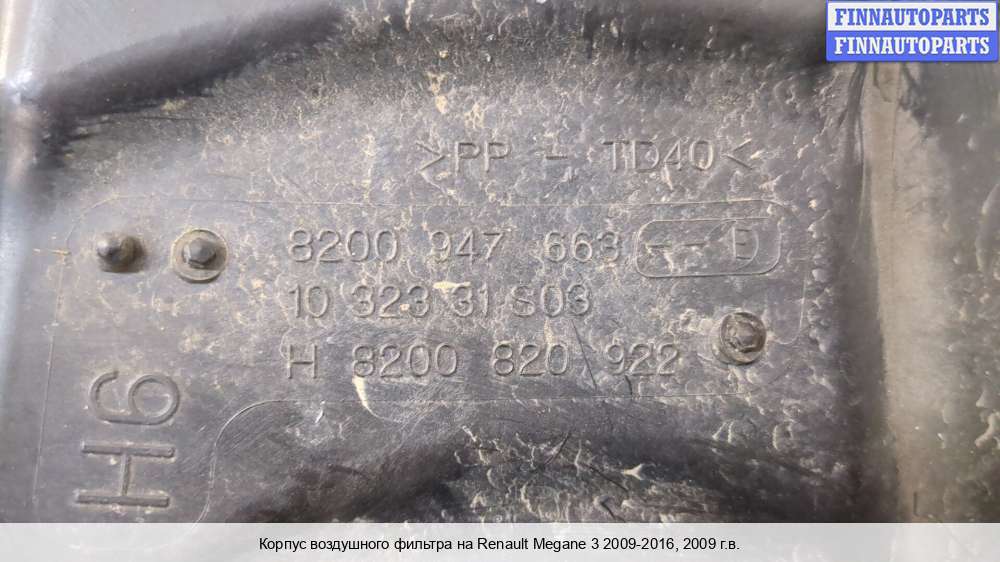 FINNAUTOPARTS
FINNAUTOPARTS
>PP - TD40<
8200 947 663 --E
10 323 31 S03
H 8200 820 922
H6
Корпус воздушного фильтра на Renault Megane 3 2009-2016, 2009 г.в.